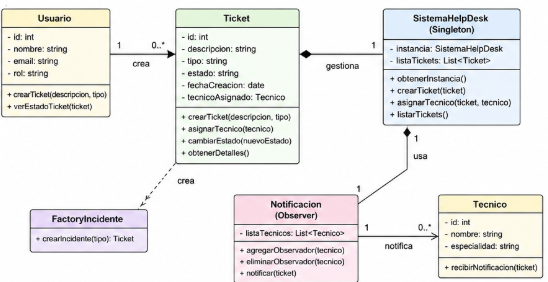 Usuario
- id: int
- nombre: string
- email: string
- rol: string
+ crearTicket(descripcion, tipo)
+ verEstadoTicket(ticket)
1
0..*
crea
Ticket
- id: int
- descripcion: string
- tipo: string
- estado: string
- fechaCreacion: date
- tecnicoAsignado: Tecnico
+ crearTicket(descripcion, tipo)
+ asignarTecnico(tecnico)
+ cambiarEstado(nuevoEstado)
+ obtenerDetalles()
1
gestiona
SistemaHelpDesk
(Singleton)
- instancia: SistemaHelpDesk
- listaTickets: List<Ticket>
+ obtenerInstancia()
+ crearTicket(ticket)
+ asignarTecnico(ticket, tecnico)
+ listarTickets()
1
usa
1
crea
FactoryIncidente
+ crearIncidente(tipo): Ticket
Notificacion
(Observer)
- listaTecnicos: List<Tecnico>
+ agregarObservador(tecnico)
+ eliminarObservador(tecnico)
+ notificar(ticket)
1
0..*
notifica
Tecnico
- id: int
- nombre: string
- especialidad: string
+ recibirNotificacion(ticket)